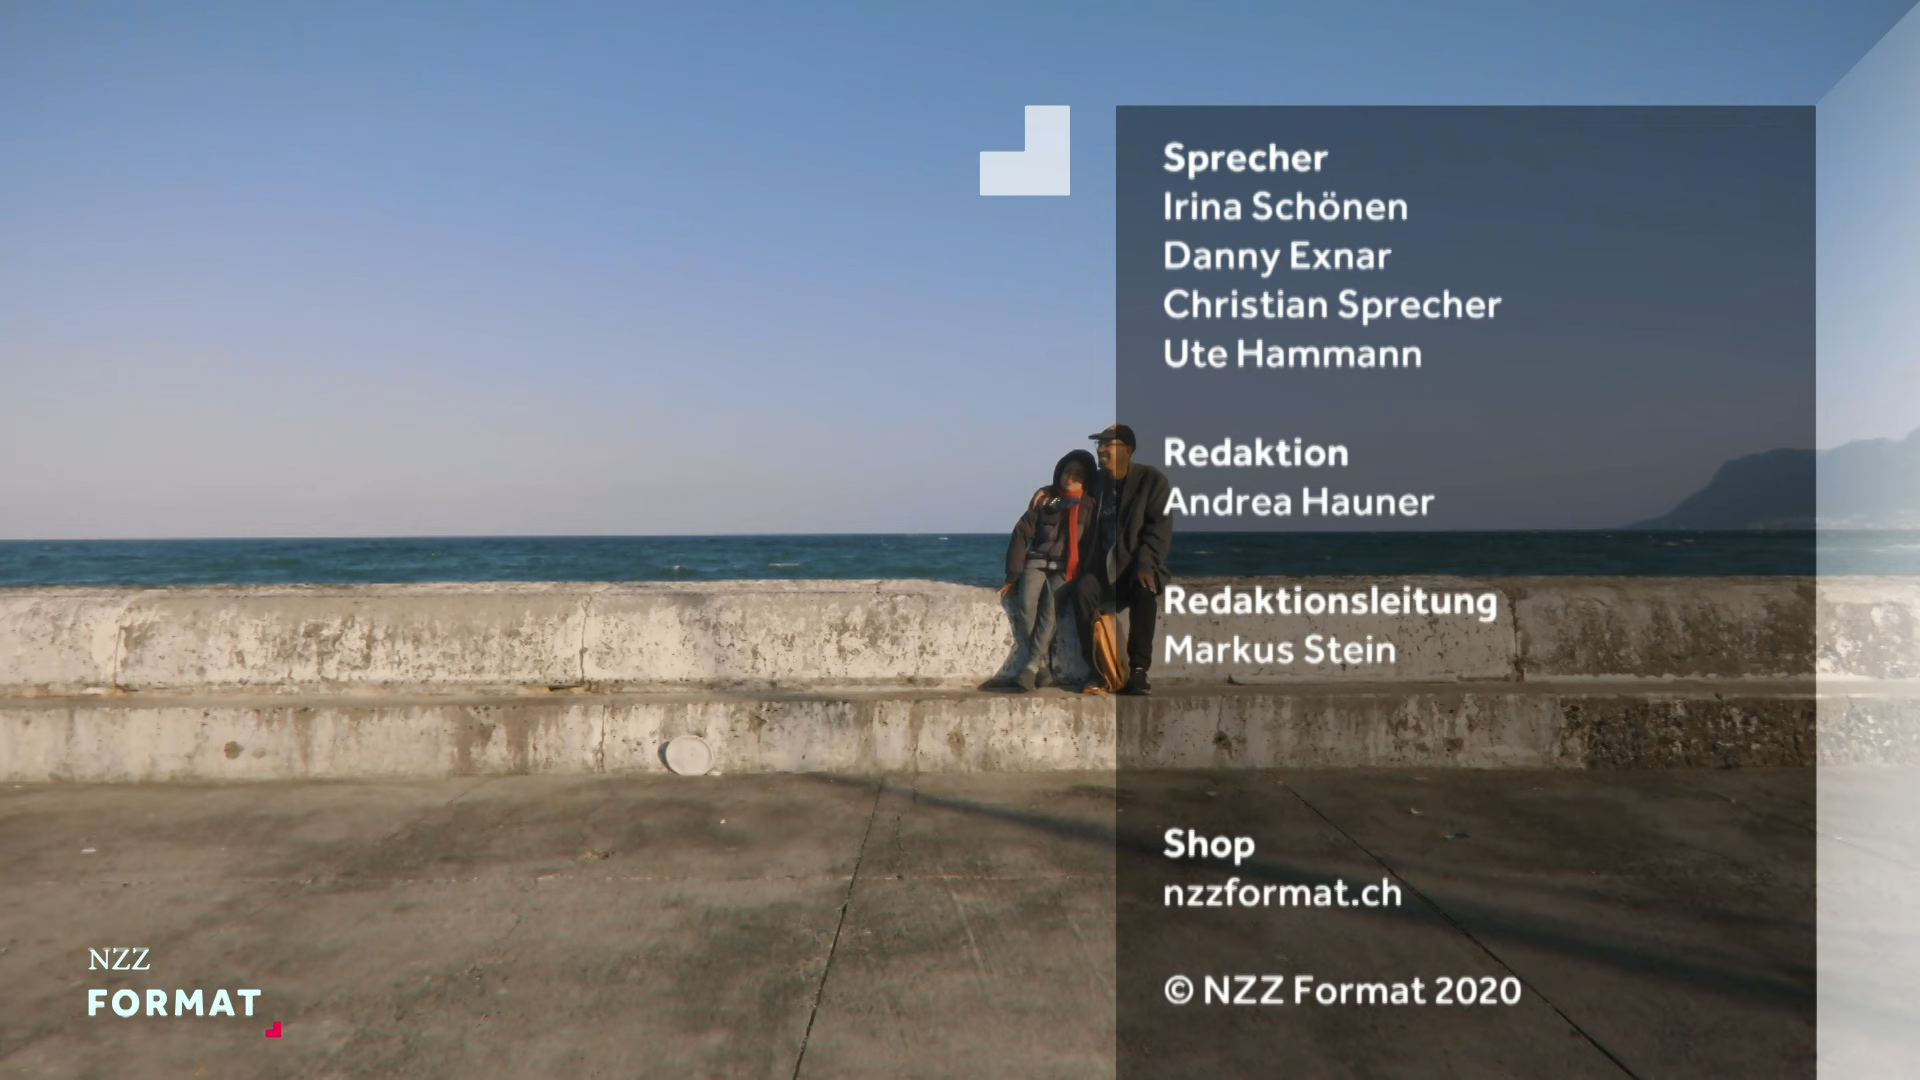 Sprecher
Irina Schönen
Danny Exnar
Christian Sprecher
Ute Hammann
Redaktion
Andrea Hauner
Redaktionsleitung
Markus Stein
Shop
nzzformat.ch
© NZZ Format 2020
NZZ
FORMAT